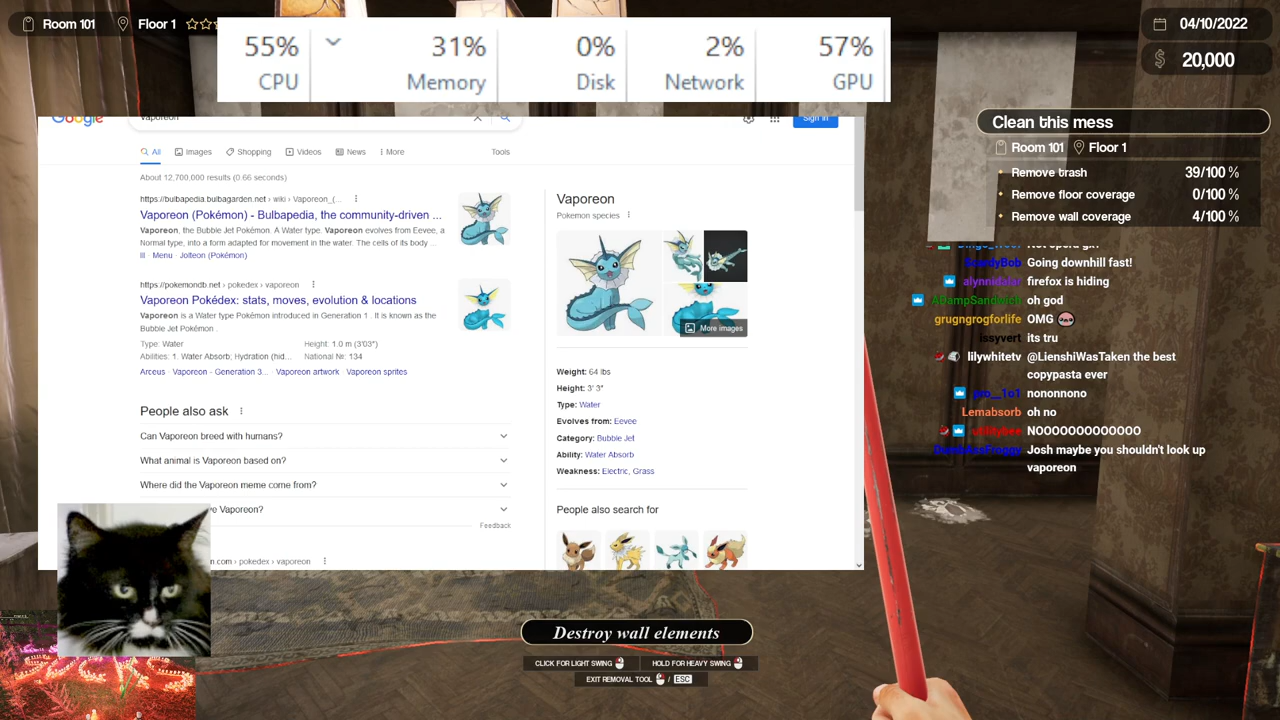 Room 101 Floor 1
04/10/2022
$ 20,000
55% 31% 0% 2% 57%
CPU Memory Disk Network GPU
Clean this mess
Room 101 Floor 1
Remove trash 39/100 %
Remove floor coverage 0/100 %
Remove wall coverage 4/100 %
Google
vaporeon
Sign in
All Images Shopping Videos News More Tools
About 12,700,000 results (0.66 seconds)
https://bulbapedia.bulbagarden.net › wiki › Vaporeon_(...
Vaporeon (Pokémon) - Bulbapedia, the community-driven ...
Vaporeon, the Bubble Jet Pokémon. A Water type. Vaporeon evolves from Eevee, a
Normal type, into a form adapted for movement in the water. The cells of its body ...
Menu · Jolteon (Pokémon)
https://pokemondb.net › pokedex › vaporeon
Vaporeon Pokédex: stats, moves, evolution & locations
Vaporeon is a Water type Pokémon introduced in Generation 1 . It is known as the
Bubble Jet Pokémon .
Type: Water Height: 1.0 m (3′03″)
Abilities: 1. Water Absorb; Hydration (hid... National №: 134
Arceus · Vaporeon - Generation 3... · Vaporeon artwork · Vaporeon sprites
People also ask
Can Vaporeon breed with humans?
What animal is Vaporeon based on?
Where did the Vaporeon meme come from?
Vaporeon?
Feedback
› pokedex › vaporeon
Vaporeon
Pokemon species
More images
Weight: 64 lbs
Height: 3′ 3″
Type: Water
Evolves from: Eevee
Category: Bubble Jet
Ability: Water Absorb
Weakness: Electric, Grass
People also search for
Going downhill fast!
alynnidalar firefox is hiding
ADampSandwich oh god
grugngrogforlife OMG
issyvert its tru
lilywhitetv @LienshiWasTaken the best
copypasta ever
pro__1o1 nononnono
Lemabsorb oh no
utilityBee NOOOOOOOOOOOOO
Josh maybe you shouldn't look up
vaporeon
Destroy wall elements
CLICK FOR LIGHT SWING HOLD FOR HEAVY SWING
EXIT REMOVAL TOOL / ESC